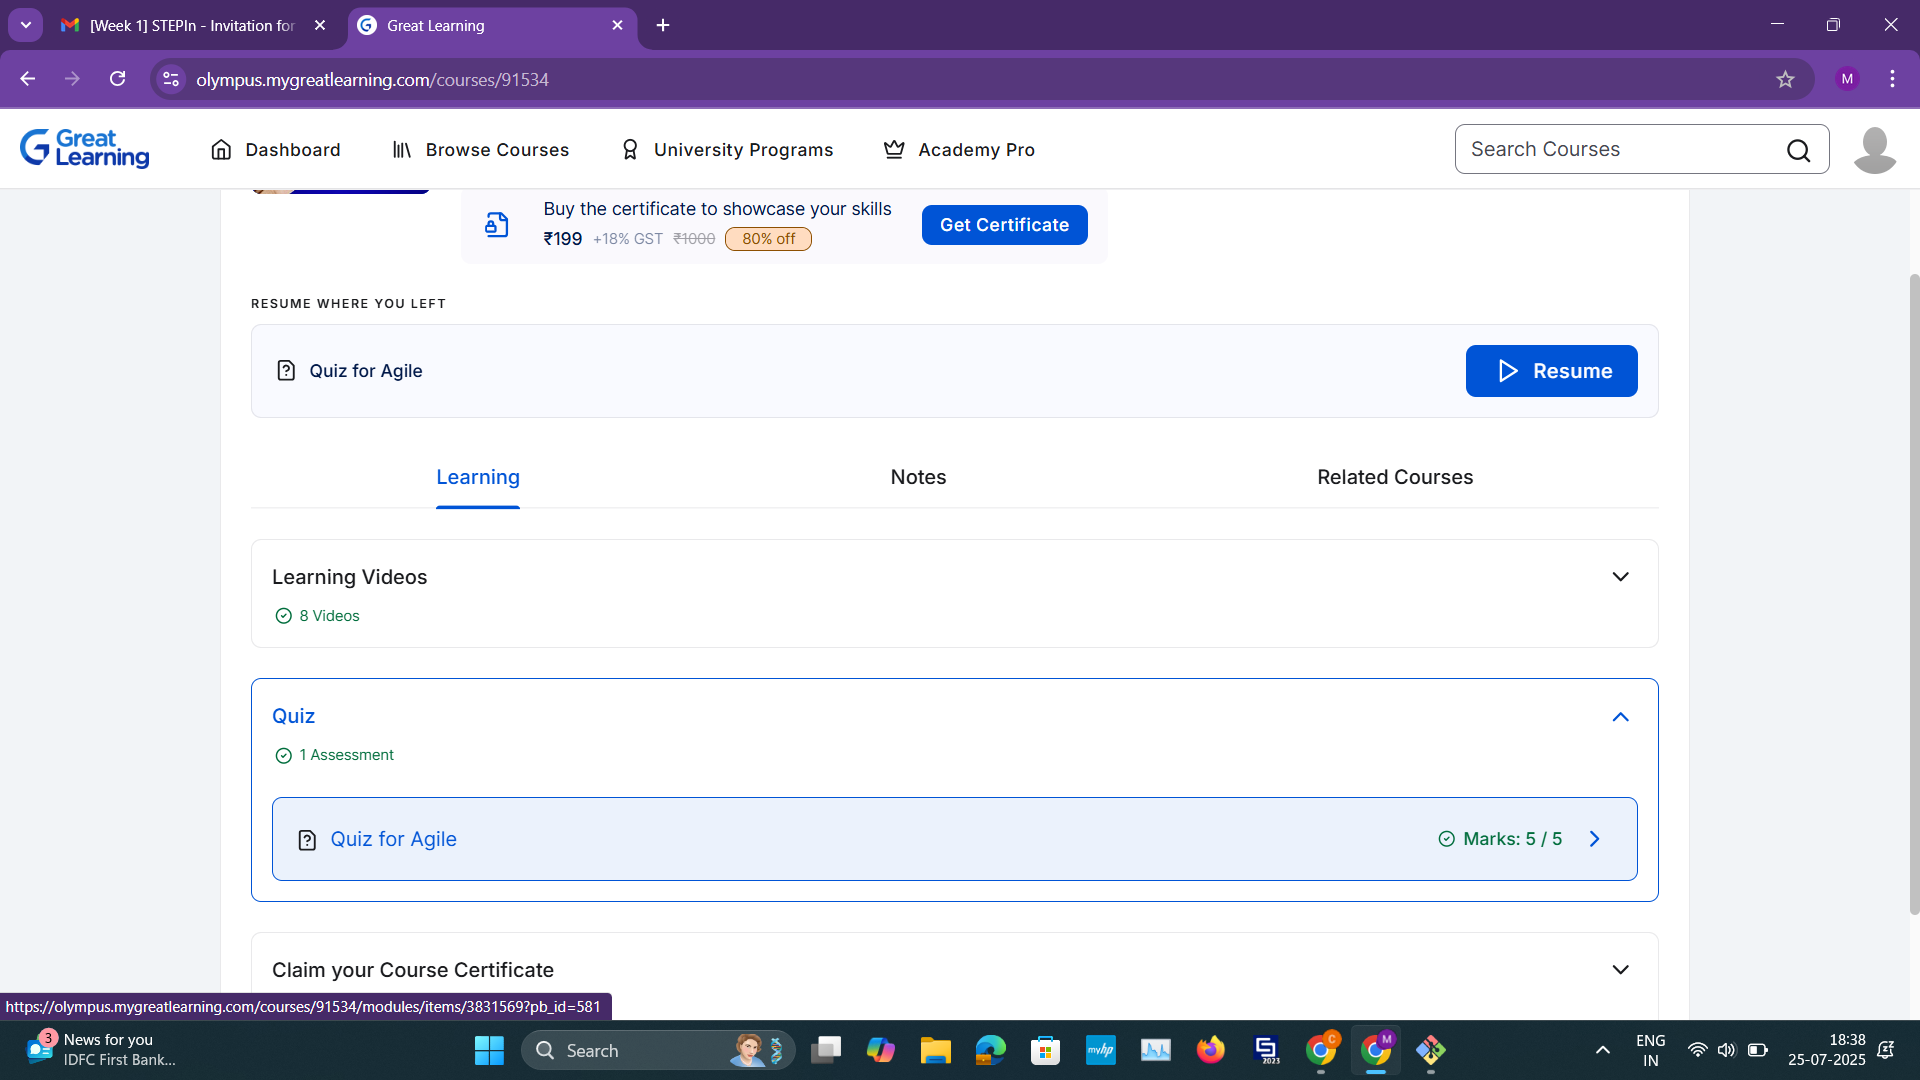 [Week 1] STEPIn - Invitation for
Great Learning
olympus.mygreatlearning.com/courses/91534
M
Great Learning
Dashboard
Browse Courses
University Programs
Academy Pro
Search Courses
Buy the certificate to showcase your skills
₹199 +18% GST ₹1000 80% off
Get Certificate
RESUME WHERE YOU LEFT
Quiz for Agile
Resume
Learning
Notes
Related Courses
Learning Videos
8 Videos
Quiz
1 Assessment
Quiz for Agile
Marks: 5 / 5
Claim your Course Certificate
https://olympus.mygreatlearning.com/courses/91534/modules/items/3831569?pb_id=581
3
News for you
IDFC First Bank...
Search
myhp
2023
C
M
ENG
IN
18:38
25-07-2025